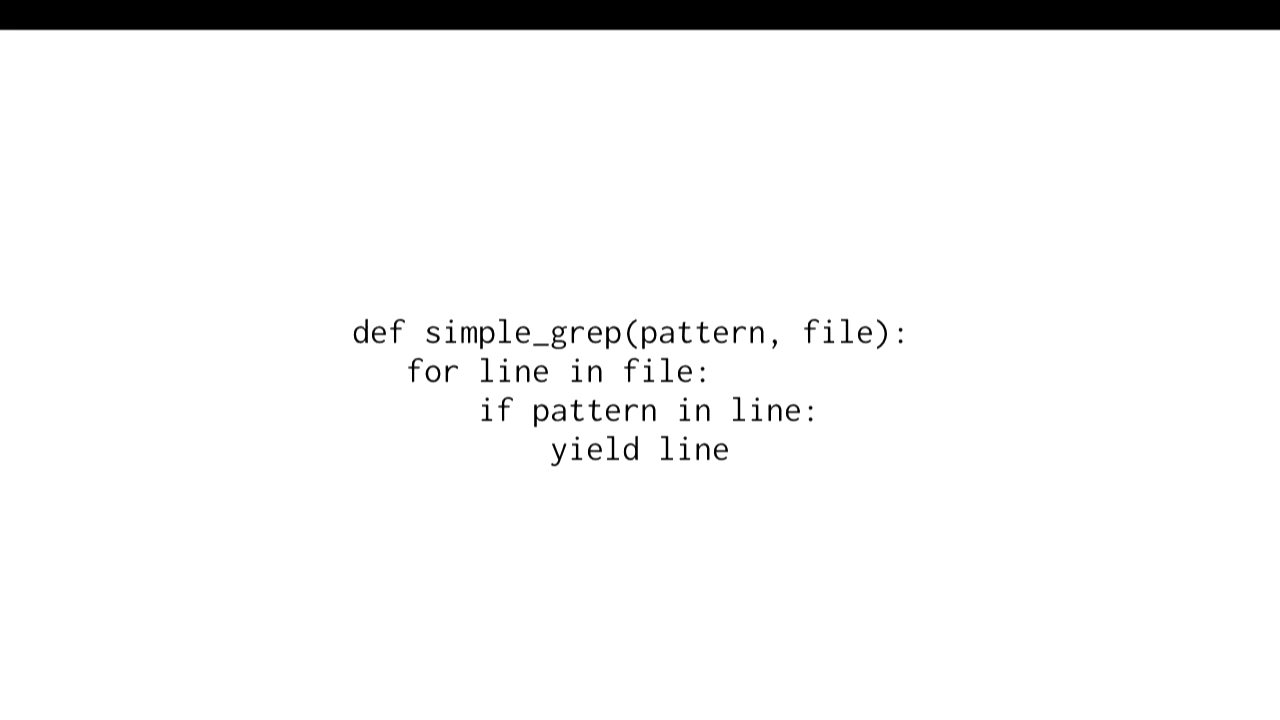 def simple_grep(pattern, file):
   for line in file:
       if pattern in line:
           yield line